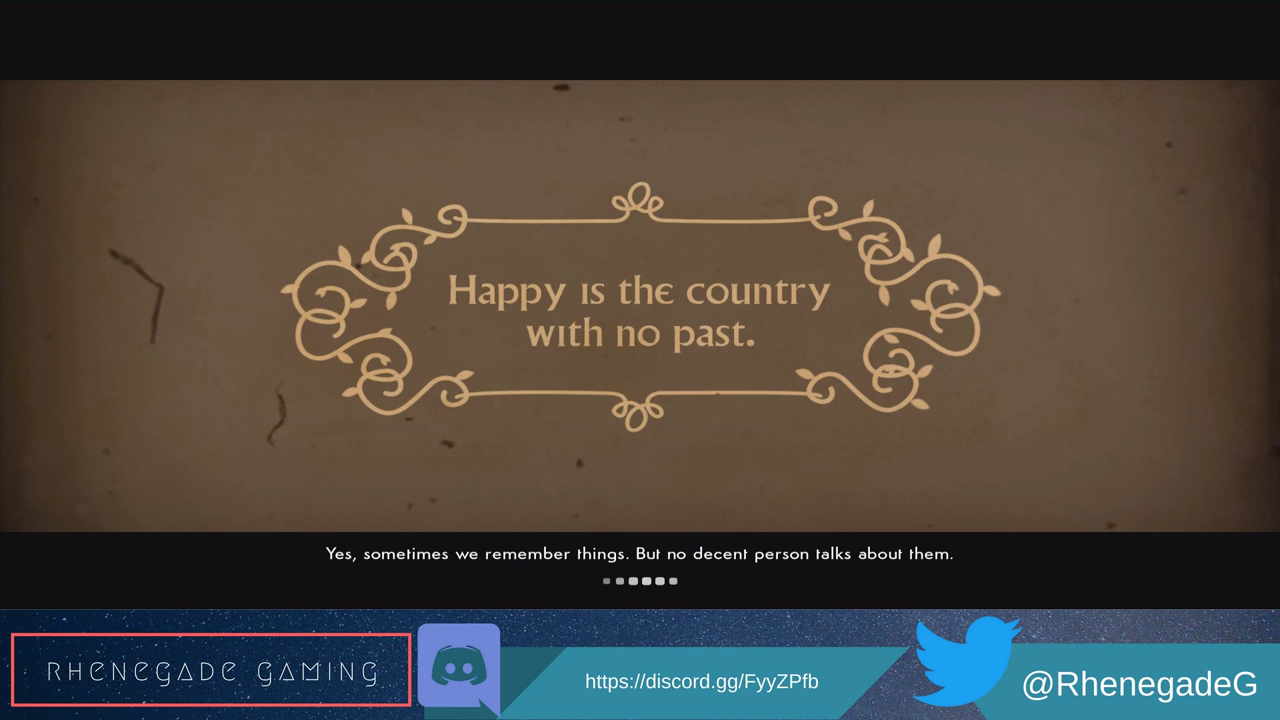 Happy is the country
with no past.
Yes, sometimes we remember things. But no decent person talks about them.
RHENEGADE GAMING
https://discord.gg/FyyZPfb
@RhenegadeG